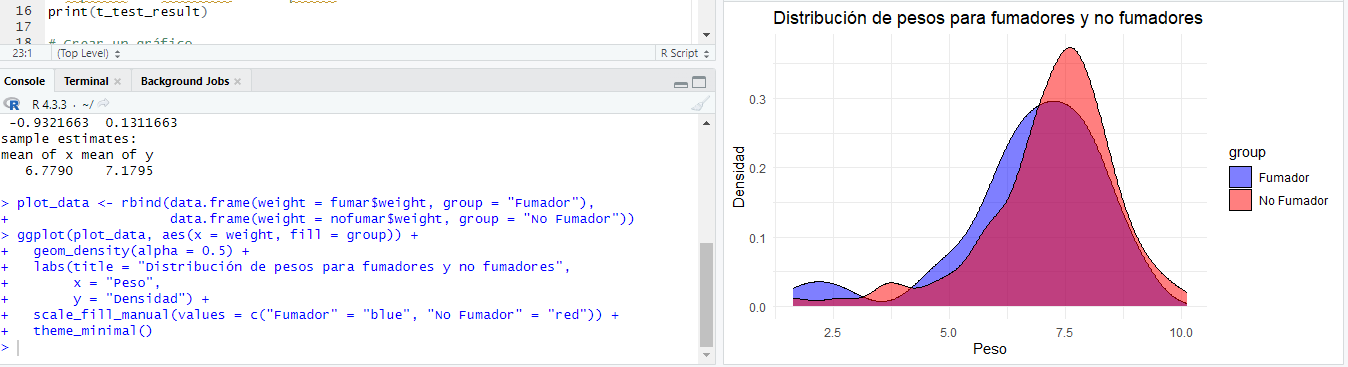 16 print(t_test_result)
17
18 # Crear un gráfico
23:1 (Top Level) R Script
Console Terminal Background Jobs
R 4.3.3 · ~/
-0.9321663 0.1311663
sample estimates:
mean of x mean of y
6.7790 7.1795
> plot_data <- rbind(data.frame(weight = fumar$weight, group = "Fumador"),
+ data.frame(weight = nofumar$weight, group = "No Fumador"))
> ggplot(plot_data, aes(x = weight, fill = group)) +
+ geom_density(alpha = 0.5) +
+ labs(title = "Distribución de pesos para fumadores y no fumadores",
+ x = "Peso",
+ y = "Densidad") +
+ scale_fill_manual(values = c("Fumador" = "blue", "No Fumador" = "red")) +
+ theme_minimal()
>
Distribución de pesos para fumadores y no fumadores
Densidad
0.3
0.2
0.1
0.0
2.5 5.0 7.5 10.0
Peso
group
Fumador
No Fumador